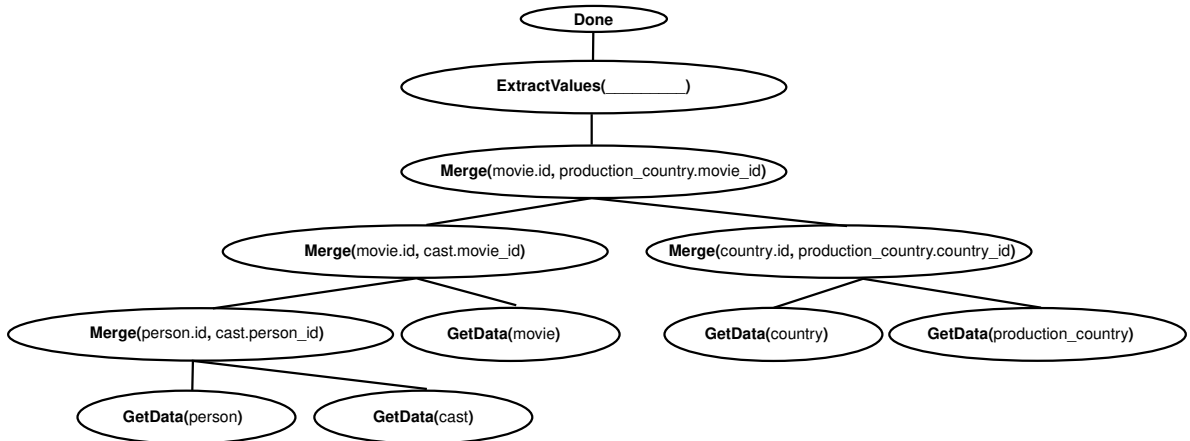 Done
ExtractValues(_________)
Merge(movie.id, production_country.movie_id)
Merge(movie.id, cast.movie_id)
Merge(country.id, production_country.country_id)
Merge(person.id, cast.person_id)
GetData(movie)
GetData(country)
GetData(production_country)
GetData(person)
GetData(cast)